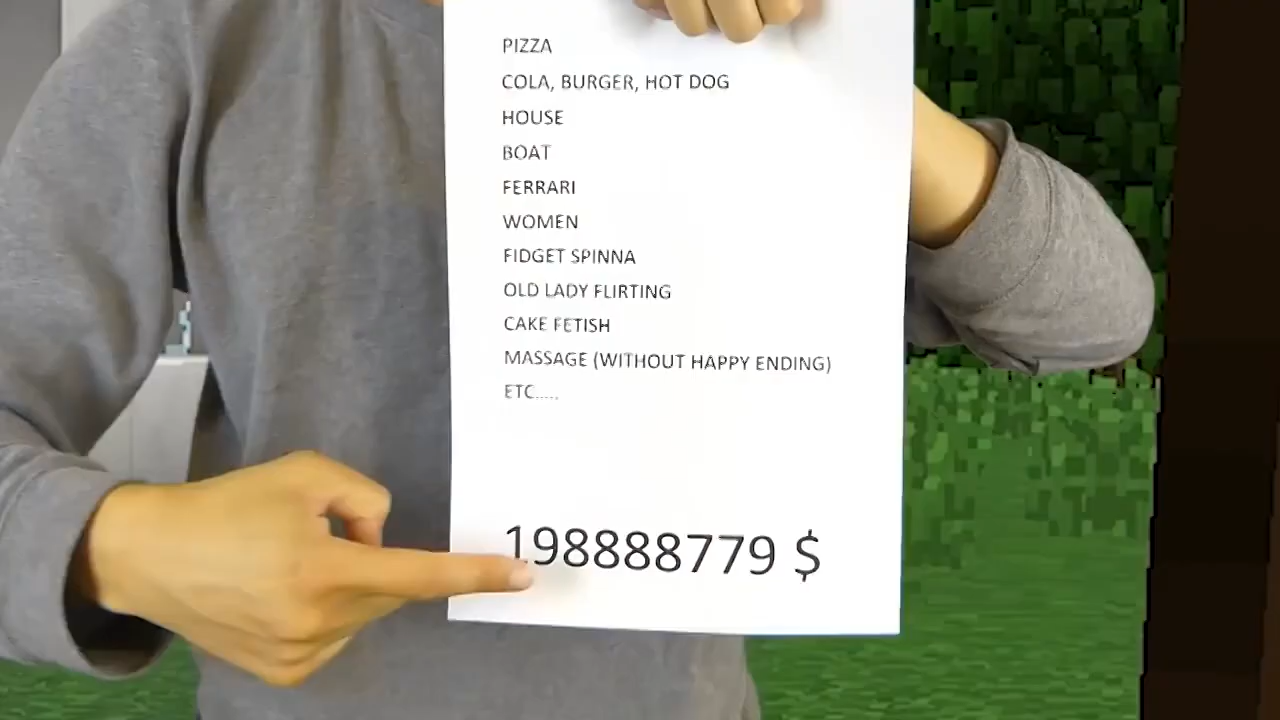 PIZZA
COLA, BURGER, HOT DOG
HOUSE
BOAT
FERRARI
WOMEN
FIDGET SPINNA
OLD LADY FLIRTING
CAKE FETISH
MASSAGE (WITHOUT HAPPY ENDING)
ETC.....
198888779 $